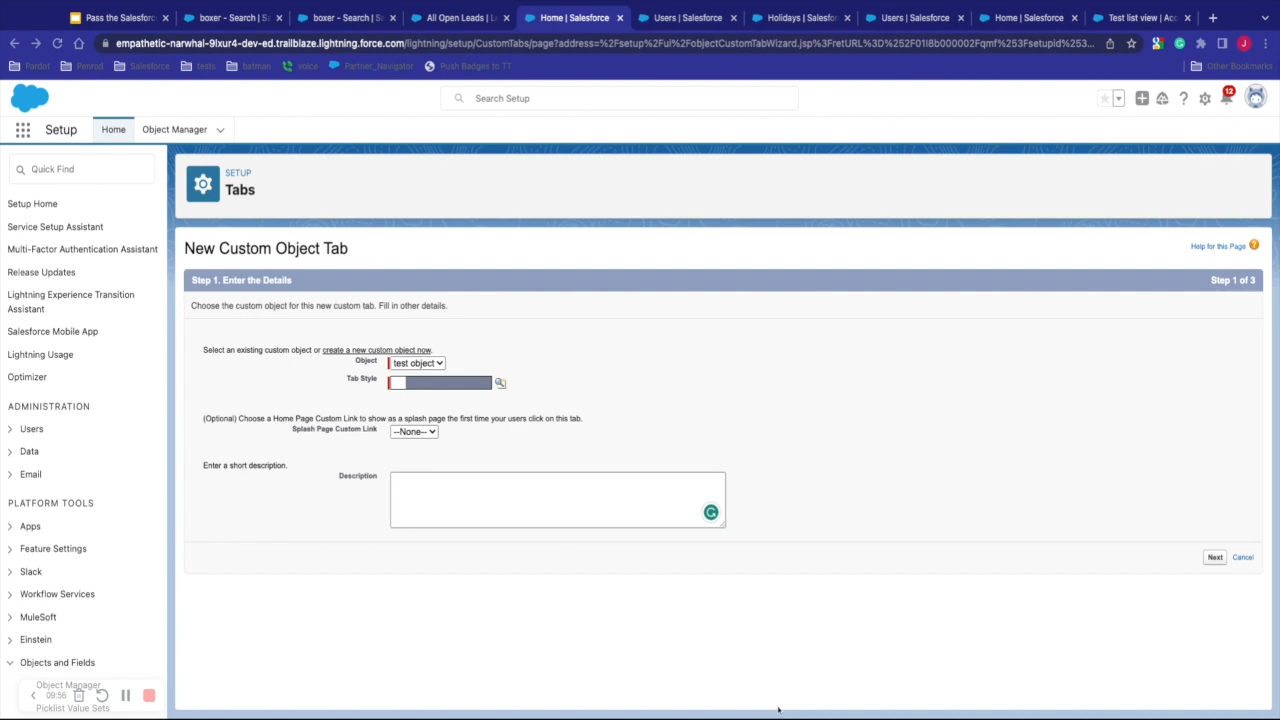 Pass the Salesforc
boxer - Search | Sa
boxer - Search | Sa
All Open Leads | Le
Home | Salesforce
Users | Salesforce
Holidays | Salesfor
Users | Salesforce
Home | Salesforce
Test list view | Acc
empathetic-narwhal-9lxur4-dev-ed.trailblaze.lightning.force.com/lightning/setup/CustomTabs/page?address=%2Fsetup%2Fui%2FobjectCustomTabWizard.jsp%3FretURL%3D%252F01I8b000002Fqmf%253Fsetupid%253...
Pardot
Penrod
Salesforce
tests
batman
voice
Partner_Navigator
Push Badges to TT
Other Bookmarks
Search Setup
12
Setup
Home
Object Manager
Quick Find
Setup Home
Service Setup Assistant
Multi-Factor Authentication Assistant
Release Updates
Lightning Experience Transition
Assistant
Salesforce Mobile App
Lightning Usage
Optimizer
ADMINISTRATION
Users
Data
Email
PLATFORM TOOLS
Apps
Feature Settings
Slack
Workflow Services
MuleSoft
Einstein
Objects and Fields
Object Manager
09:56
Picklist Value Sets
SETUP
Tabs
New Custom Object Tab
Help for this Page
Step 1. Enter the Details
Step 1 of 3
Choose the custom object for this new custom tab. Fill in other details.
Select an existing custom object or create a new custom object now.
Object
test object
Tab Style
(Optional) Choose a Home Page Custom Link to show as a splash page the first time your users click on this tab.
Splash Page Custom Link
--None--
Enter a short description.
Description
Next
Cancel